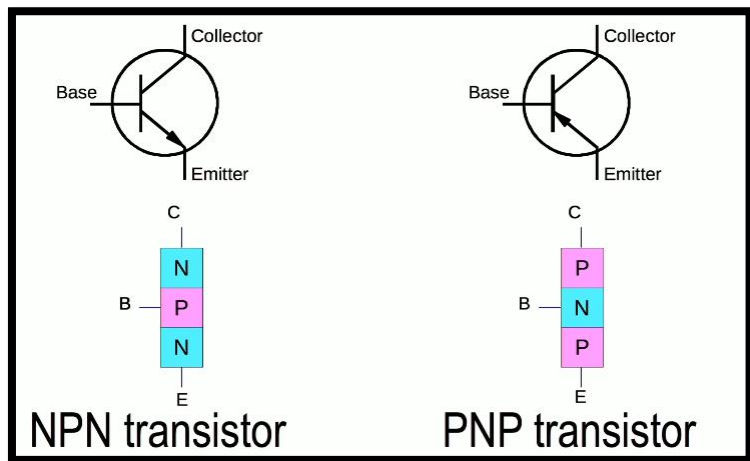 Collector
Base
Emitter
C
N
B
P
N
E
NPN transistor
Collector
Base
Emitter
C
P
B
N
P
E
PNP transistor